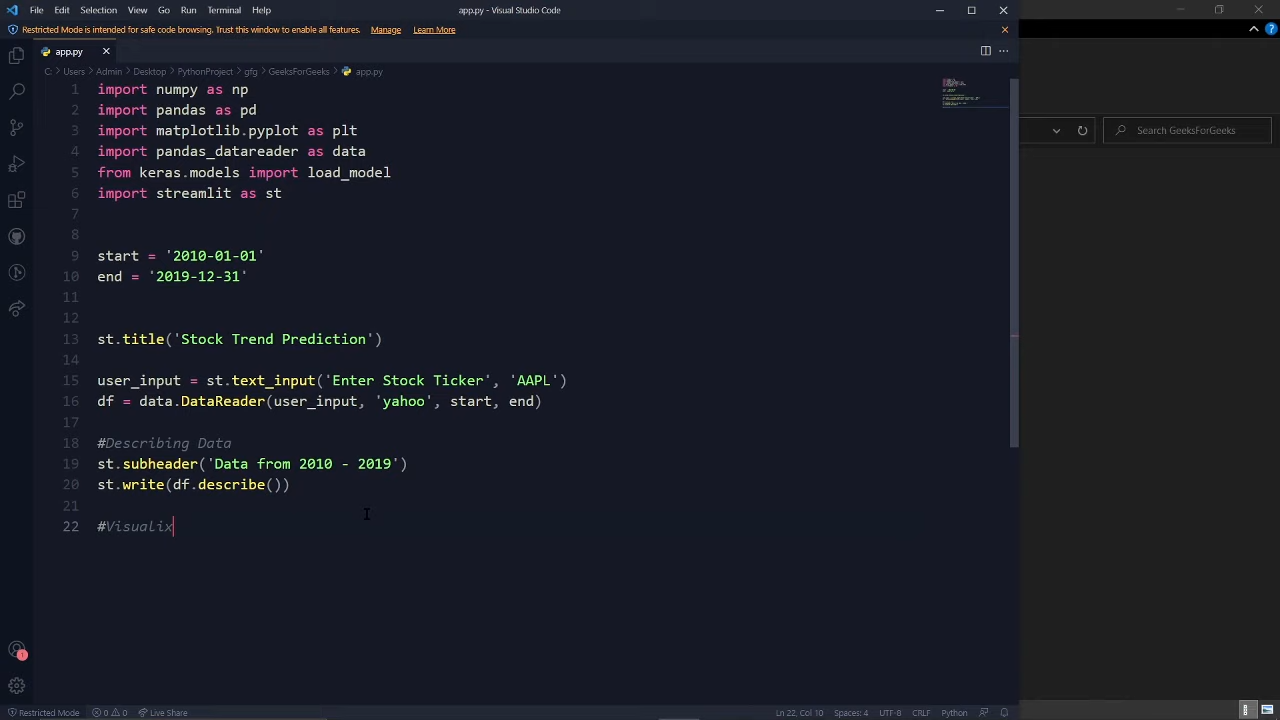 File Edit Selection View Go Run Terminal Help app.py - Visual Studio Code
Restricted Mode is intended for safe code browsing. Trust this window to enable all features. Manage Learn More
app.py
C: > Users > Admin > Desktop > PythonProject > gfg > GeeksForGeeks > app.py
Search GeeksForGeeks
1 import numpy as np
2 import pandas as pd
3 import matplotlib.pyplot as plt
4 import pandas_datareader as data
5 from keras.models import load_model
6 import streamlit as st
7
8
9 start = '2010-01-01'
10 end = '2019-12-31'
11
12
13 st.title('Stock Trend Prediction')
14
15 user_input = st.text_input('Enter Stock Ticker', 'AAPL')
16 df = data.DataReader(user_input, 'yahoo', start, end)
17
18 #Describing Data
19 st.subheader('Data from 2010 - 2019')
20 st.write(df.describe())
21
22 #Visualix
1
Restricted Mode 0 0 Live Share Ln 22, Col 10 Spaces: 4 UTF-8 CRLF Python